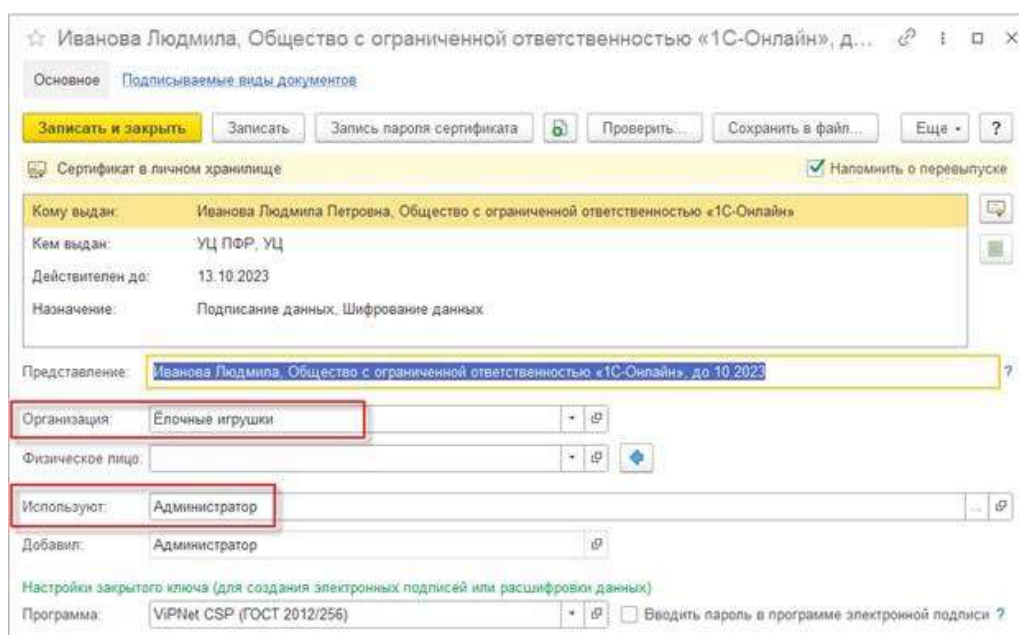 Иванова Людмила, Общество с ограниченной ответственностью «1С-Онлайн», д...
Основное Подписываемые виды документов
Записать и закрыть Записать Запись пароля сертификата Проверить... Сохранить в файл... Еще ?
Сертификат в личном хранилище Напомнить о перевыпуске
Кому выдан: Иванова Людмила Петровна, Общество с ограниченной ответственностью «1С-Онлайн»
Кем выдан: УЦ ПФР, УЦ
Действителен до: 13.10.2023
Назначение: Подписание данных, Шифрование данных
Представление: Иванова Людмила, Общество с ограниченной ответственностью «1С-Онлайн», до 10.2023 ?
Организация: Ёлочные игрушки
Физическое лицо:
Используют: Администратор ...
Добавил: Администратор
Настройки закрытого ключа (для создания электронных подписей или расшифровки данных)
Программа: ViPNet CSP (ГОСТ 2012/256) Вводить пароль в программе электронной подписи ?